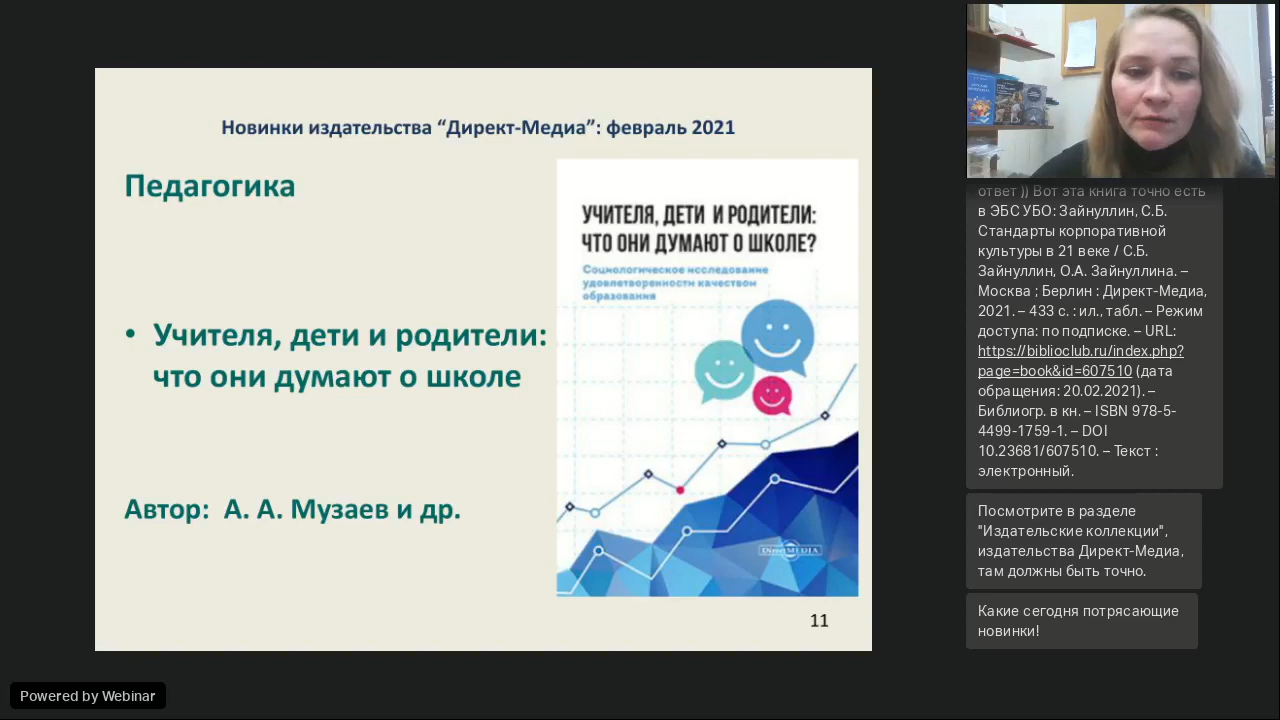 Новинки издательства “Директ-Медиа”: февраль 2021
Педагогика
• Учителя, дети и родители:
что они думают о школе
Автор: А. А. Музаев и др.
УЧИТЕЛЯ, ДЕТИ И РОДИТЕЛИ:
ЧТО ОНИ ДУМАЮТ О ШКОЛЕ?
Социологическое исследование
удовлетворенности качеством
образования
DirectMEDIA
11
ответ )) Вот эта книга точно есть
в ЭБС УБО: Зайнуллин, С.Б.
Стандарты корпоративной
культуры в 21 веке / С.Б.
Зайнуллин, О.А. Зайнуллина. –
Москва ; Берлин : Директ-Медиа,
2021. – 433 с. : ил., табл. – Режим
доступа: по подписке. – URL:
https://biblioclub.ru/index.php?
page=book&id=607510 (дата
обращения: 20.02.2021). –
Библиогр. в кн. – ISBN 978-5-
4499-1759-1. – DOI
10.23681/607510. – Текст :
электронный.
Посмотрите в разделе
"Издательские коллекции",
издательства Директ-Медиа,
там должны быть точно.
Какие сегодня потрясающие
новинки!
Powered by Webinar